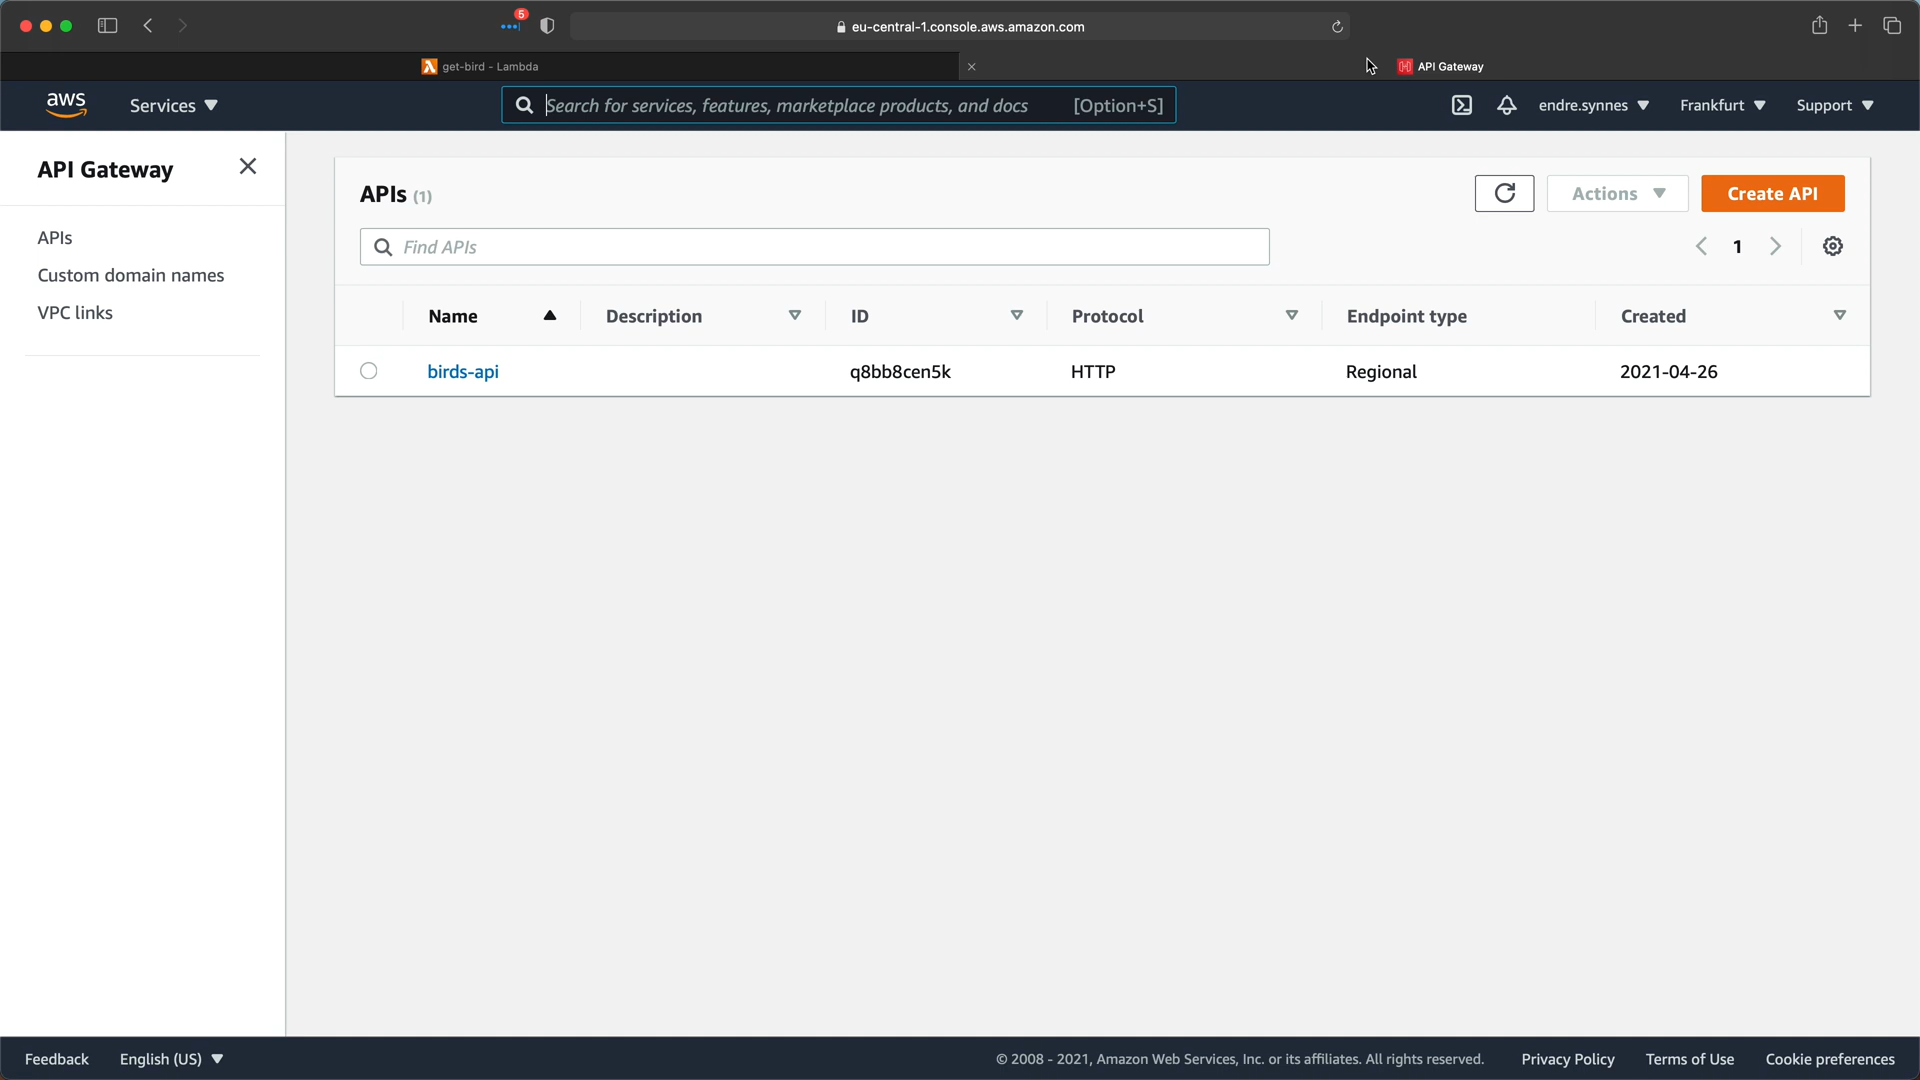 5
eu-central-1.console.aws.amazon.com
get-bird - Lambda
API Gateway
aws
Services
Search for services, features, marketplace products, and docs [Option+S]
endre.synnes
Frankfurt
Support
API Gateway
APIs
Custom domain names
VPC links
APIs (1)
Actions
Create API
Find APIs
1
Name Description ID Protocol Endpoint type Created
birds-api q8bb8cen5k HTTP Regional 2021-04-26
Feedback
English (US)
© 2008 - 2021, Amazon Web Services, Inc. or its affiliates. All rights reserved.
Privacy Policy
Terms of Use
Cookie preferences